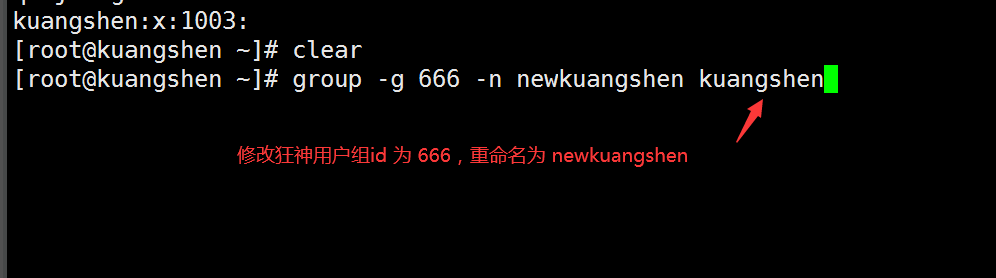 kuangshen:x:1003:
[root@kuangshen ~]# clear
[root@kuangshen ~]# group -g 666 -n newkuangshen kuangshen
修改狂神用户组id 为 666，重命名为 newkuangshen